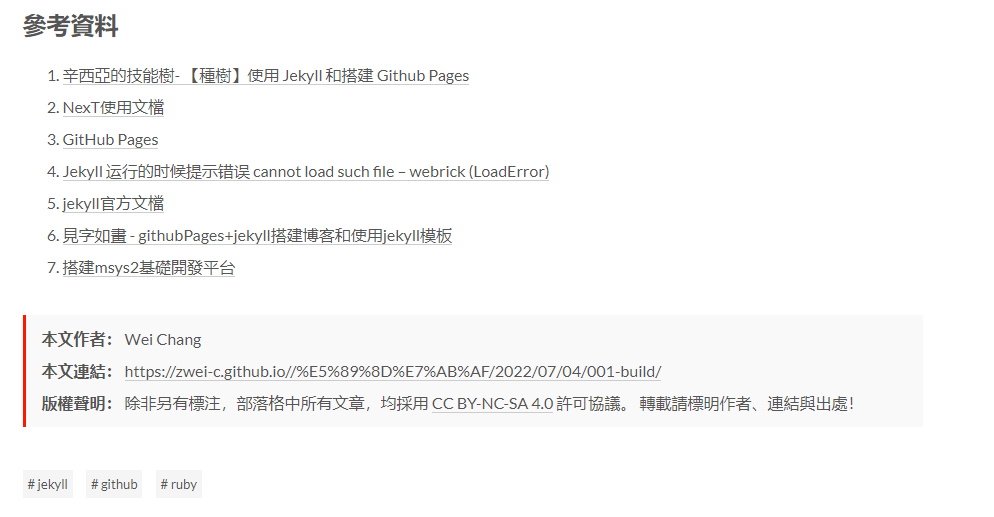 參考資料
1. 辛西亞的技能樹- 【種樹】使用 Jekyll 和搭建 Github Pages
2. NexT使用文檔
3. GitHub Pages
4. Jekyll 运行的时候提示错误 cannot load such file – webrick (LoadError)
5. jekyll官方文檔
6. 見字如畫 - githubPages+jekyll搭建博客和使用jekyll模板
7. 搭建msys2基礎開發平台
本文作者： Wei Chang
本文連結： https://zwei-c.github.io//%E5%89%8D%E7%AB%AF/2022/07/04/001-build/
版權聲明： 除非另有標注，部落格中所有文章，均採用 CC BY-NC-SA 4.0 許可協議。 轉載請標明作者、連結與出處！
# jekyll # github # ruby